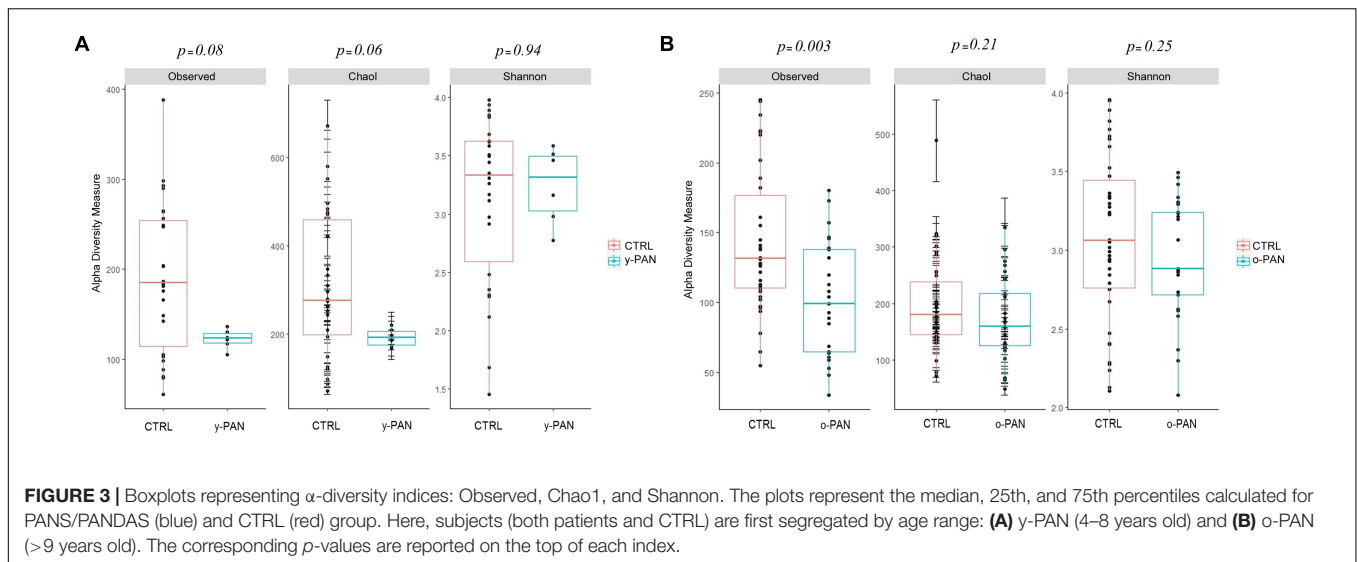 A
p=0.08
p=0.06
p=0.94
Observed
Chaol
Shannon
Alpha Diversity Measure
400
300
200
100
600
400
200
4.0
3.5
3.0
2.5
2.0
1.5
CTRL
y-PAN
CTRL
y-PAN
CTRL
y-PAN
CTRL
y-PAN
B
p=0.003
p=0.21
p=0.25
Observed
Chaol
Shannon
Alpha Diversity Measure
250
200
150
100
50
500
400
300
200
100
4.0
3.5
3.0
2.5
2.0
CTRL
o-PAN
CTRL
o-PAN
CTRL
o-PAN
CTRL
o-PAN
FIGURE 3 | Boxplots representing α-diversity indices: Observed, Chao1, and Shannon. The plots represent the median, 25th, and 75th percentiles calculated for
PANS/PANDAS (blue) and CTRL (red) group. Here, subjects (both patients and CTRL) are first segregated by age range: (A) y-PAN (4–8 years old) and (B) o-PAN
(>9 years old). The corresponding p-values are reported on the top of each index.